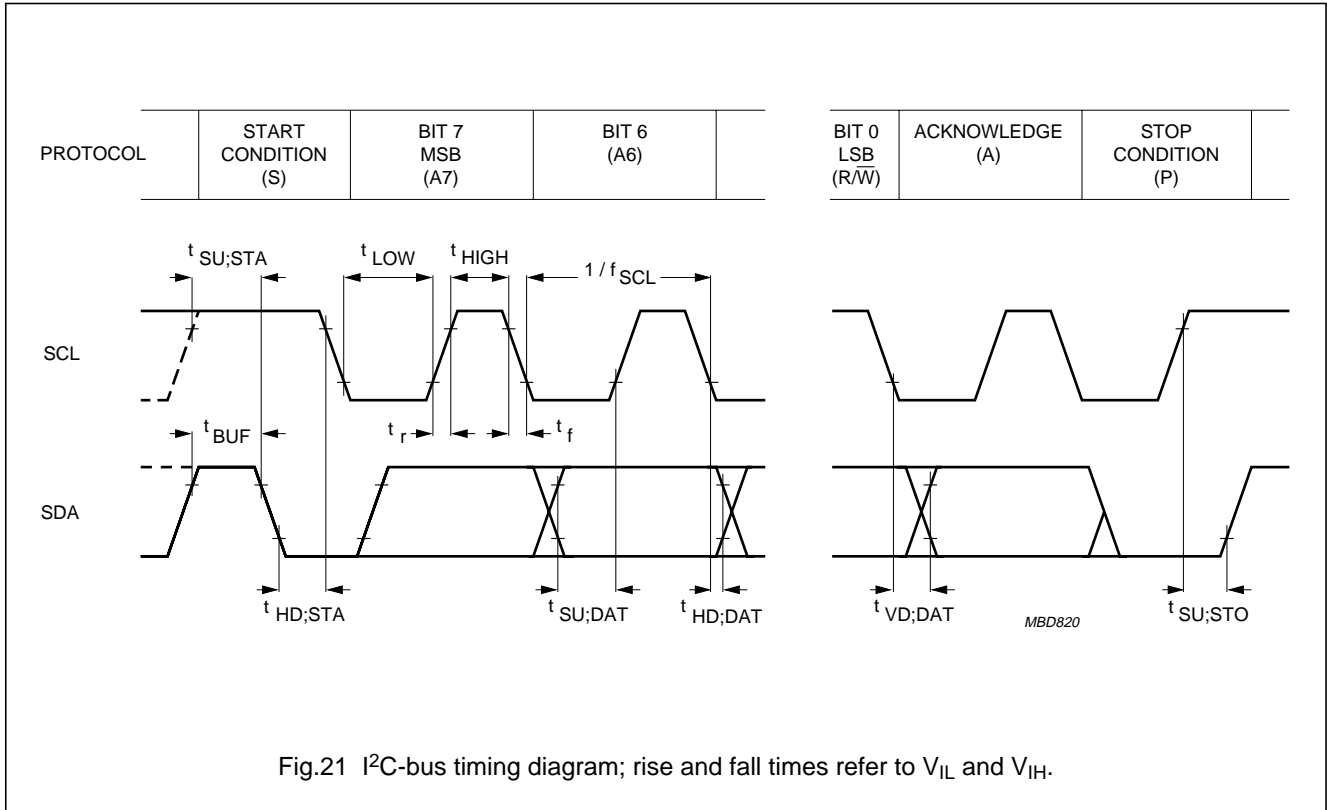 PROTOCOL
START
CONDITION
(S)
BIT 7
MSB
(A7)
BIT 6
(A6)
BIT 0
LSB
(R/W̅)
ACKNOWLEDGE
(A)
STOP
CONDITION
(P)
t SU;STA
t LOW
t HIGH
1 / f SCL
SCL
t BUF
t r
t f
SDA
t HD;STA
t SU;DAT
t HD;DAT
t VD;DAT
MBD820
t SU;STO
Fig.21 I²C-bus timing diagram; rise and fall times refer to VIL and VIH.